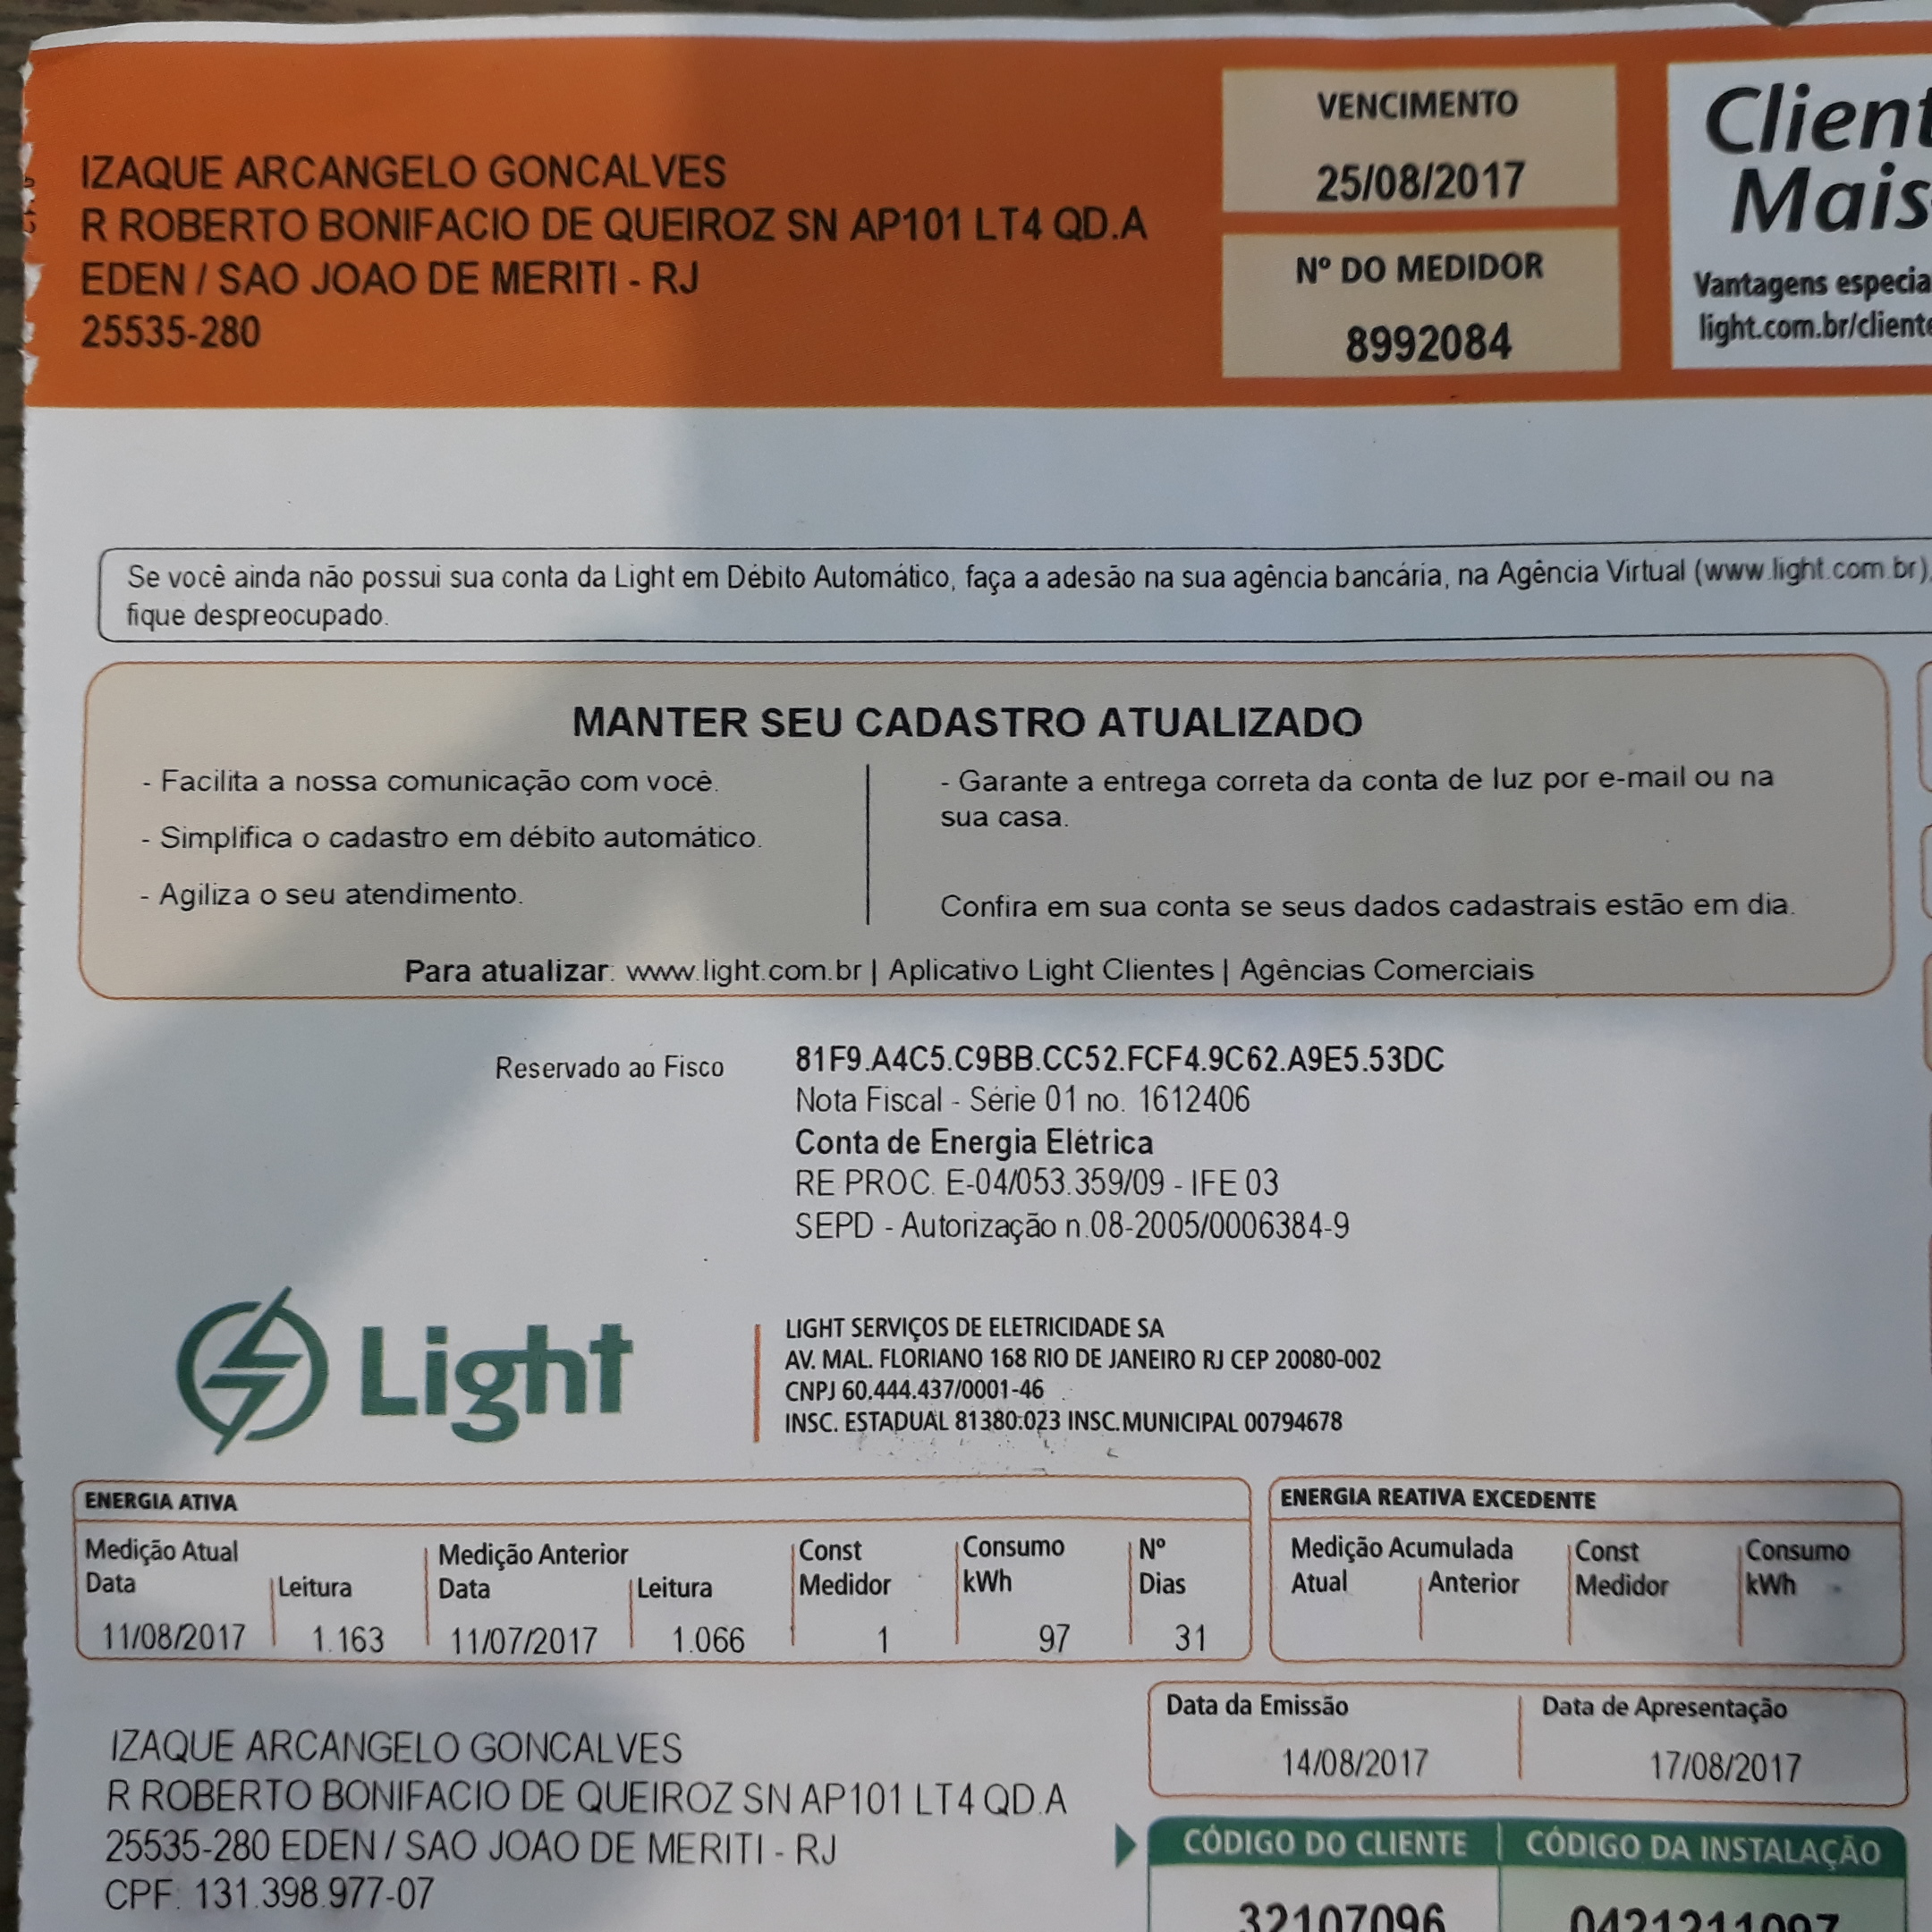 IZAQUE ARCANGELO GONCALVES
R ROBERTO BONIFACIO DE QUEIROZ SN AP101 LT4 QD.A
EDEN / SAO JOAO DE MERITI - RJ
25535-280
VENCIMENTO
25/08/2017
Nº DO MEDIDOR
8992084
Client
Mais
Vantagens especia
light.com.br/cliente
Se você ainda não possui sua conta da Light em Débito Automático, faça a adesão na sua agência bancária, na Agência Virtual (www.light.com.br),
fique despreocupado.
MANTER SEU CADASTRO ATUALIZADO
- Facilita a nossa comunicação com você.
- Simplifica o cadastro em débito automático.
- Agiliza o seu atendimento.
- Garante a entrega correta da conta de luz por e-mail ou na
sua casa.
Confira em sua conta se seus dados cadastrais estão em dia.
Para atualizar: www.light.com.br | Aplicativo Light Clientes | Agências Comerciais
Reservado ao Fisco
81F9.A4C5.C9BB.CC52.FCF4.9C62.A9E5.53DC
Nota Fiscal - Série 01 no. 1612406
Conta de Energia Elétrica
RE PROC. E-04/053.359/09 - IFE 03
SEPD - Autorização n.08-2005/0006384-9
Light
LIGHT SERVIÇOS DE ELETRICIDADE SA
AV. MAL. FLORIANO 168 RIO DE JANEIRO RJ CEP 20080-002
CNPJ 60.444.437/0001-46
INSC. ESTADUAL 81380.023 INSC.MUNICIPAL 00794678
ENERGIA ATIVA
Medição Atual Medição Anterior Const Consumo Nº
Data Leitura Data Leitura Medidor kWh Dias
11/08/2017 1.163 11/07/2017 1.066 1 97 31
ENERGIA REATIVA EXCEDENTE
Medição Acumulada Const Consumo
Atual Anterior Medidor kWh
IZAQUE ARCANGELO GONCALVES
R ROBERTO BONIFACIO DE QUEIROZ SN AP101 LT4 QD.A
25535-280 EDEN / SAO JOAO DE MERITI - RJ
CPF: 131.398.977-07
Data da Emissão Data de Apresentação
14/08/2017 17/08/2017
CÓDIGO DO CLIENTE CÓDIGO DA INSTALAÇÃO
32107096 0421211097